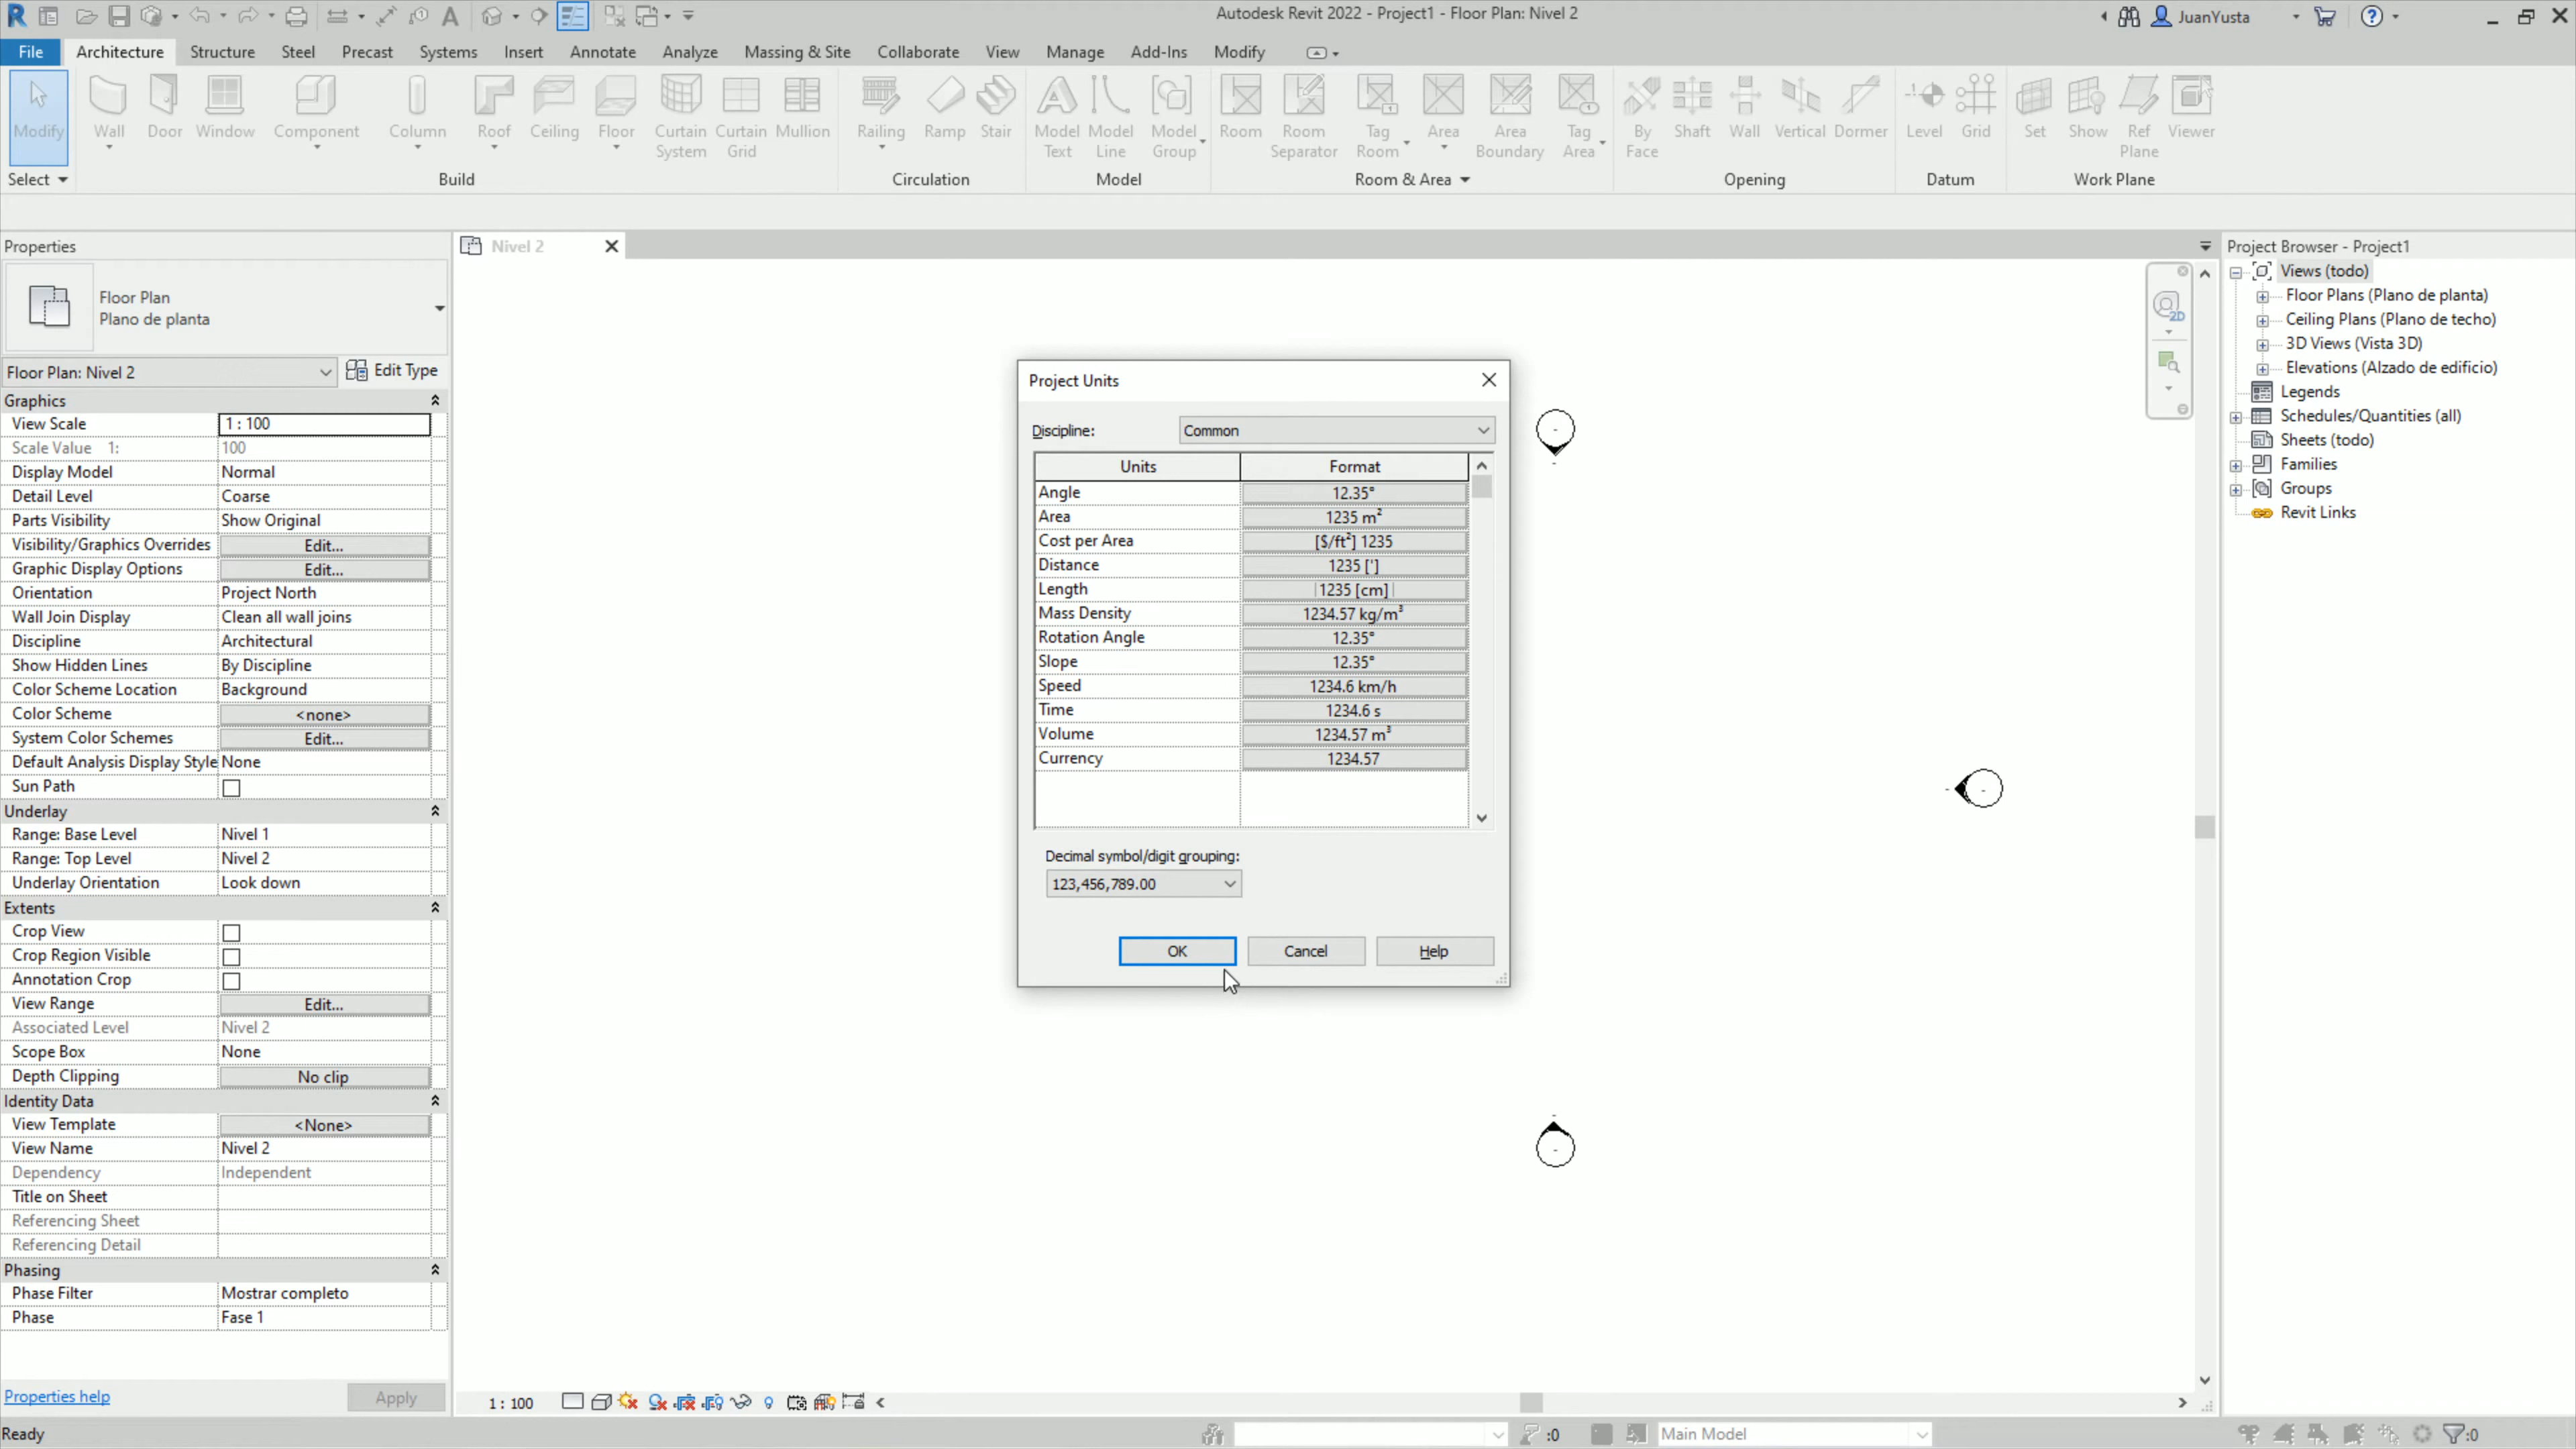 Autodesk Revit 2022 - Project1 - Floor Plan: Nivel 2
JuanYusta
File Architecture Structure Steel Precast Systems Insert Annotate Analyze Massing & Site Collaborate View Manage Add-Ins Modify
Modify Wall Door Window Component Column Roof Ceiling Floor Curtain System Curtain Grid Mullion Railing Ramp Stair Model Text Model Line Model Group Room Room Separator Tag Room Area Area Boundary Tag Area By Face Shaft Wall Vertical Dormer Level Grid Set Show Ref Plane Viewer
Select Build Circulation Model Room & Area Opening Datum Work Plane
Properties
Floor Plan
Plano de planta
Floor Plan: Nivel 2 Edit Type
Graphics
View Scale 1 : 100
Scale Value 1: 100
Display Model Normal
Detail Level Coarse
Parts Visibility Show Original
Visibility/Graphics Overrides Edit...
Graphic Display Options Edit...
Orientation Project North
Wall Join Display Clean all wall joins
Discipline Architectural
Show Hidden Lines By Discipline
Color Scheme Location Background
Color Scheme <none>
System Color Schemes Edit...
Default Analysis Display Style None
Sun Path
Underlay
Range: Base Level Nivel 1
Range: Top Level Nivel 2
Underlay Orientation Look down
Extents
Crop View
Crop Region Visible
Annotation Crop
View Range Edit...
Associated Level Nivel 2
Scope Box None
Depth Clipping No clip
Identity Data
View Template <None>
View Name Nivel 2
Dependency Independent
Title on Sheet
Referencing Sheet
Referencing Detail
Phasing
Phase Filter Mostrar completo
Phase Fase 1
Properties help Apply
Nivel 2
2D
Project Units
Discipline: Common
Units Format
Angle 12.35°
Area 1235 m²
Cost per Area [$/ft²] 1235
Distance 1235 [']
Length 1235 [cm]
Mass Density 1234.57 kg/m³
Rotation Angle 12.35°
Slope 12.35°
Speed 1234.6 km/h
Time 1234.6 s
Volume 1234.57 m³
Currency 1234.57
Decimal symbol/digit grouping:
123,456,789.00
OK Cancel Help
Project Browser - Project1
Views (todo)
Floor Plans (Plano de planta)
Ceiling Plans (Plano de techo)
3D Views (Vista 3D)
Elevations (Alzado de edificio)
Legends
Schedules/Quantities (all)
Sheets (todo)
Families
Groups
Revit Links
1 : 100
Ready :0 Main Model :0